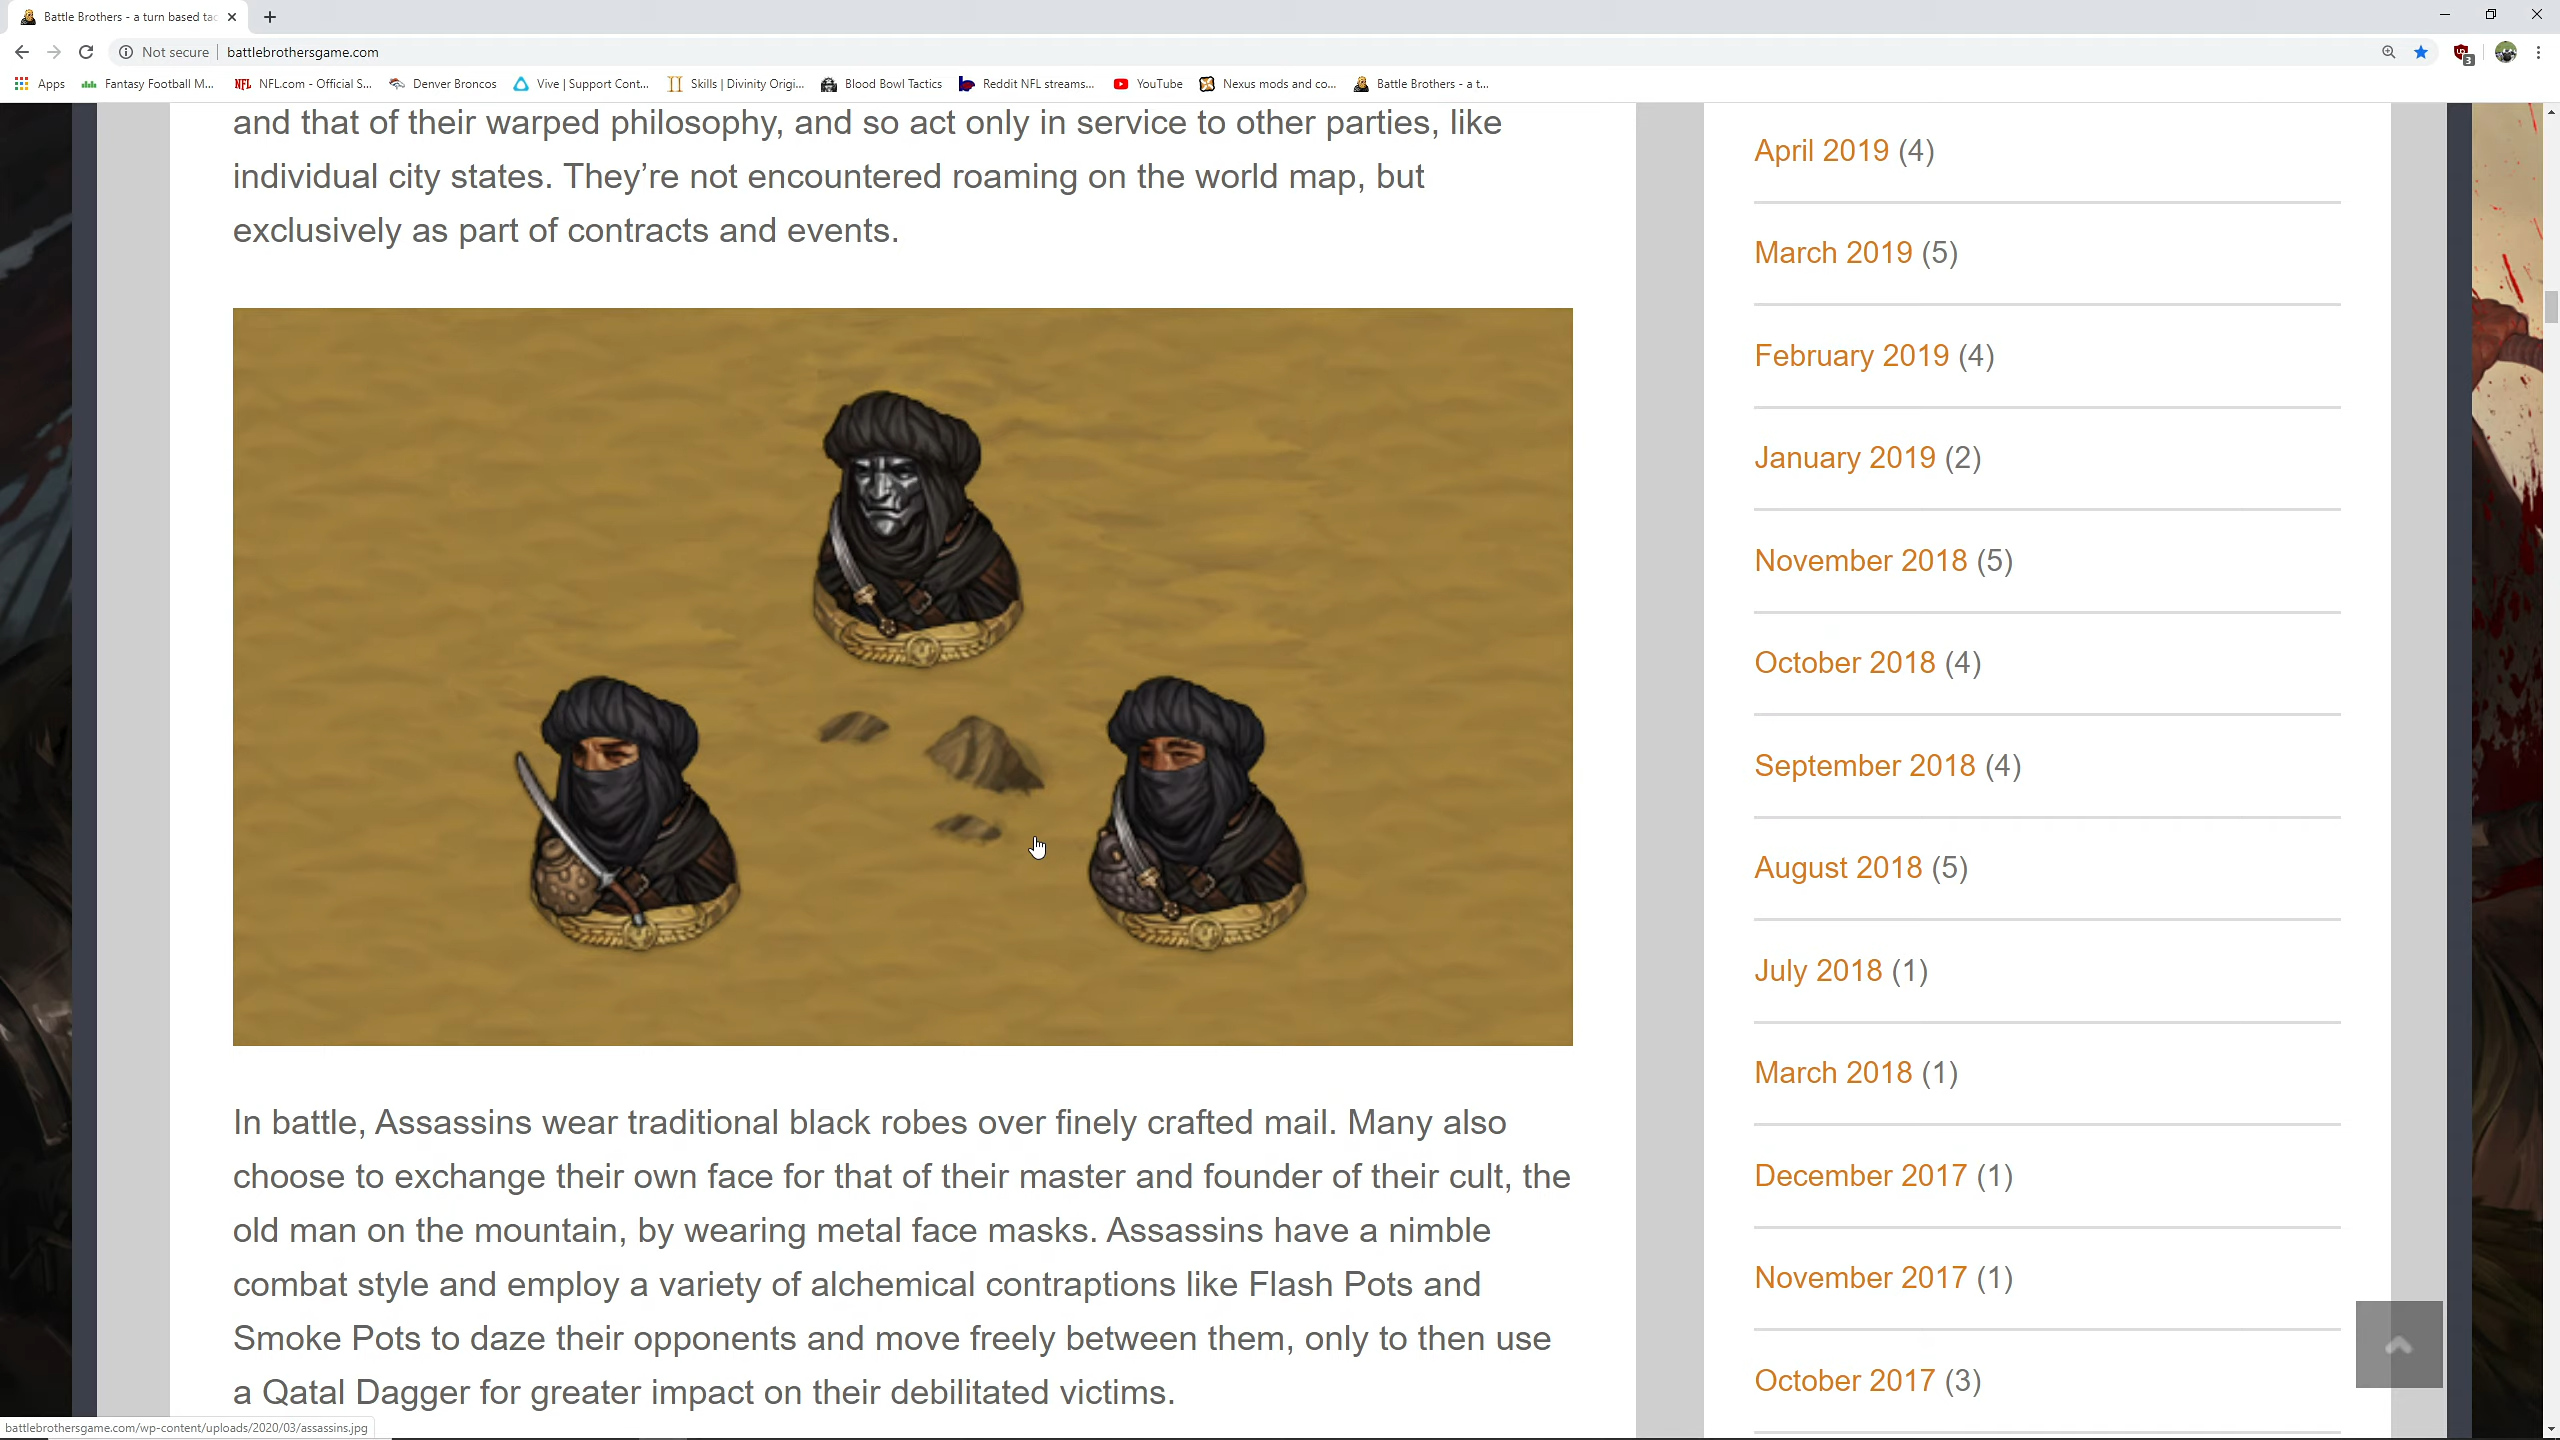 Battle Brothers - a turn based tac
Not secure
battlebrothersgame.com
3
Apps
Fantasy Football M...
NFL.com - Official S...
Denver Broncos
Vive | Support Cont...
Skills | Divinity Origi...
Blood Bowl Tactics
Reddit NFL streams...
YouTube
Nexus mods and co...
Battle Brothers - a t...
and that of their warped philosophy, and so act only in service to other parties, like
individual city states. They’re not encountered roaming on the world map, but
exclusively as part of contracts and events.
In battle, Assassins wear traditional black robes over finely crafted mail. Many also
choose to exchange their own face for that of their master and founder of their cult, the
old man on the mountain, by wearing metal face masks. Assassins have a nimble
combat style and employ a variety of alchemical contraptions like Flash Pots and
Smoke Pots to daze their opponents and move freely between them, only to then use
a Qatal Dagger for greater impact on their debilitated victims.
April 2019 (4)
March 2019 (5)
February 2019 (4)
January 2019 (2)
November 2018 (5)
October 2018 (4)
September 2018 (4)
August 2018 (5)
July 2018 (1)
March 2018 (1)
December 2017 (1)
November 2017 (1)
October 2017 (3)
battlebrothersgame.com/wp-content/uploads/2020/03/assassins.jpg